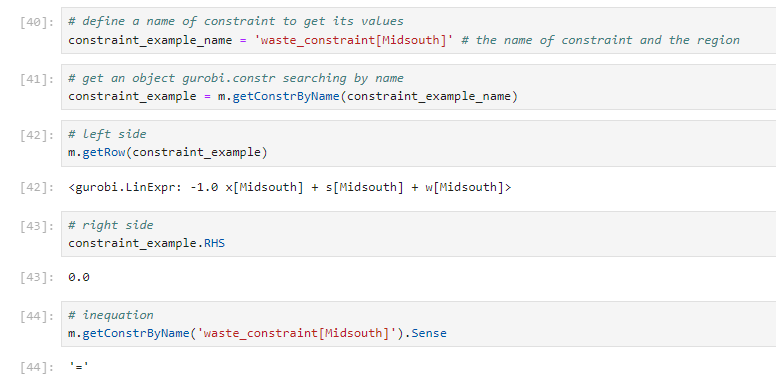 [40]: # define a name of constraint to get its values
constraint_example_name = 'waste_constraint[Midsouth]' # the name of constraint and the region
[41]: # get an object gurobi.constr searching by name
constraint_example = m.getConstrByName(constraint_example_name)
[42]: # left side
m.getRow(constraint_example)
[42]: <gurobi.LinExpr: -1.0 x[Midsouth] + s[Midsouth] + w[Midsouth]>
[43]: # right side
constraint_example.RHS
[43]: 0.0
[44]: # inequation
m.getConstrByName('waste_constraint[Midsouth]').Sense
[44]: '='